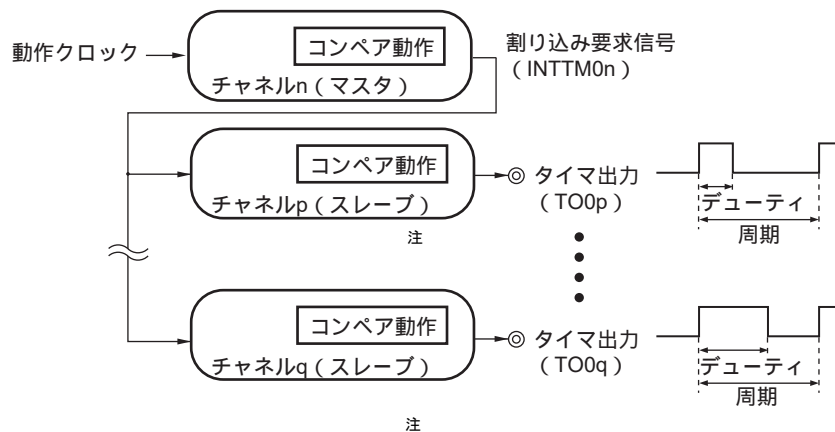 動作クロック
コンペア動作
チャネルn（マスタ）
割り込み要求信号
（INTTM0n）
コンペア動作
チャネルp（スレーブ）
注
タイマ出力
（TO0p）
デューティ
周期
コンペア動作
チャネルq（スレーブ）
注
タイマ出力
（TO0q）
デューティ
周期